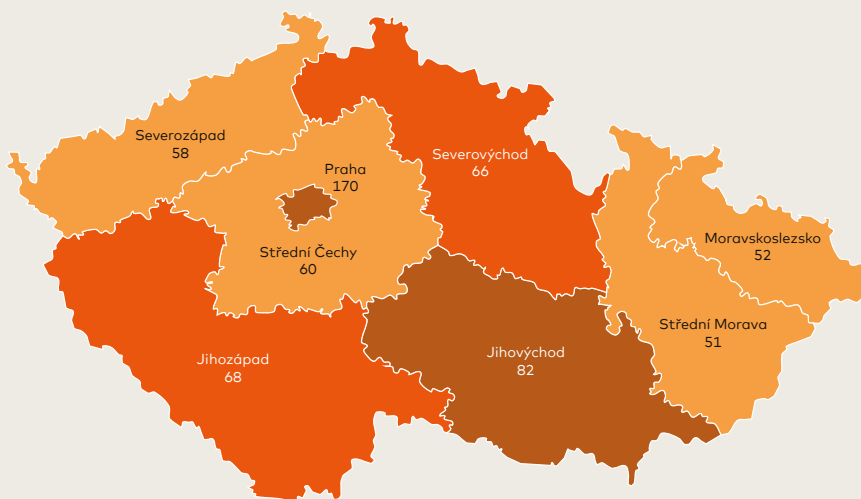 Severozápad
58
Praha
170
Severovýchod
66
Střední Čechy
60
Moravskoslezsko
52
Střední Morava
51
Jihozápad
68
Jihovýchod
82